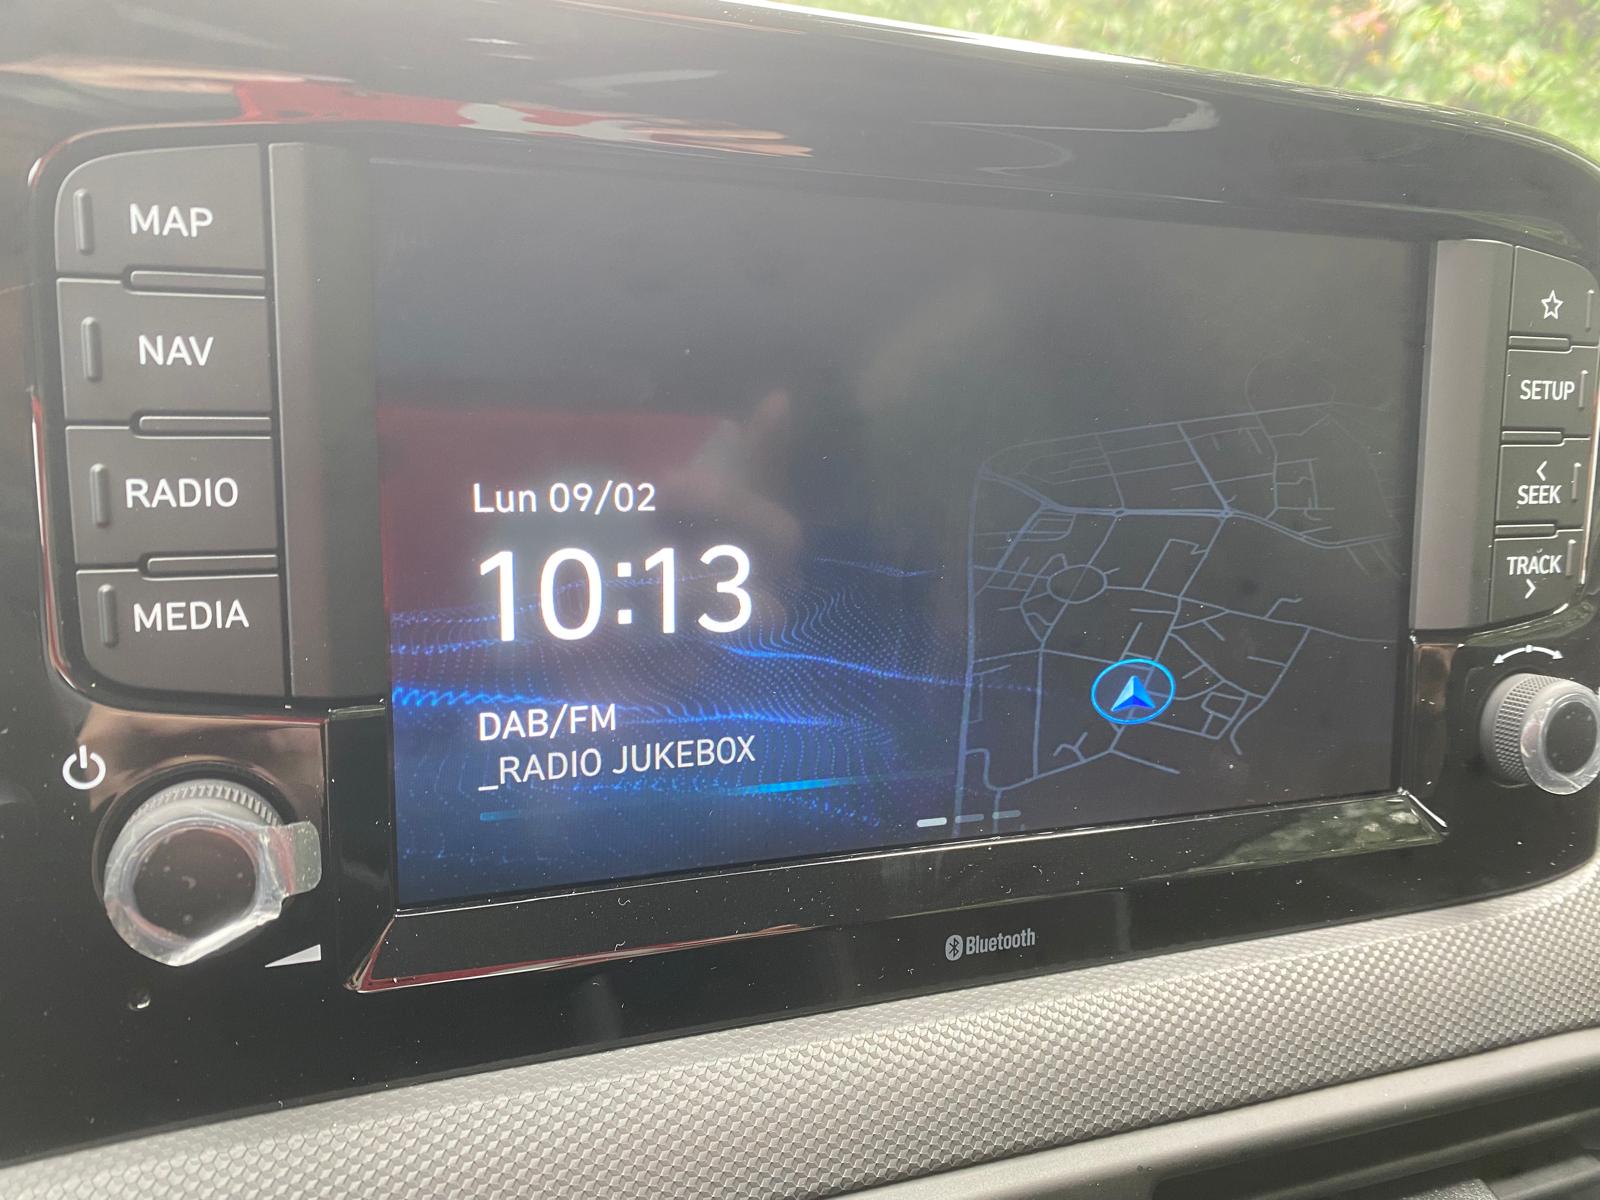 MAP
NAV
RADIO
MEDIA
Lun 09/02
10:13
DAB/FM
_RADIO JUKEBOX
SETUP
< SEEK
TRACK >
Bluetooth